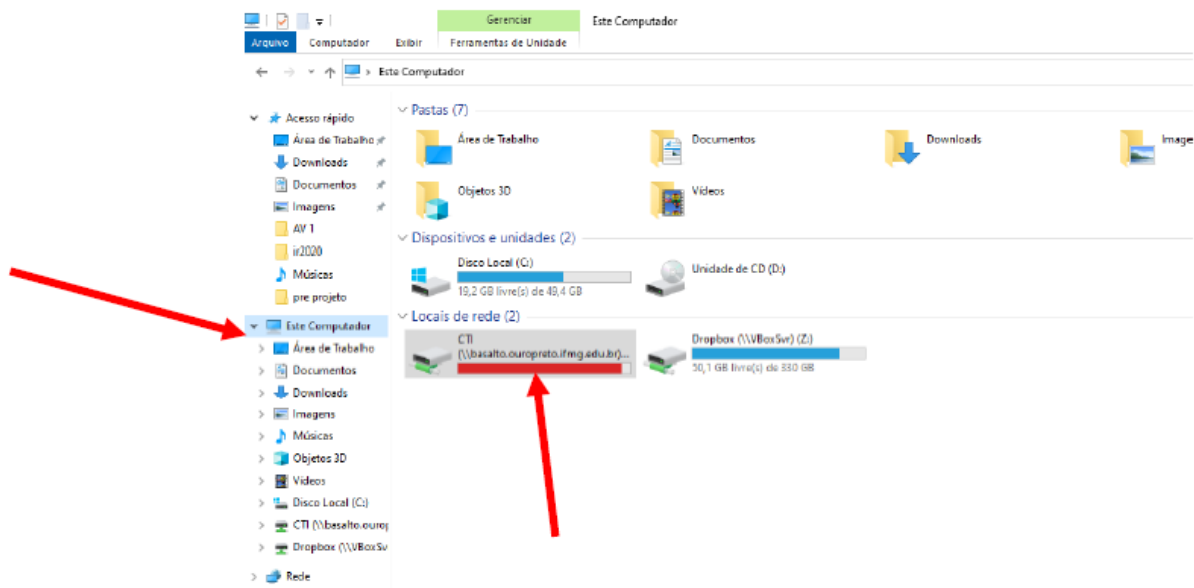 Gerenciar
Este Computador
Arquivo
Computador
Exibir
Ferramentas de Unidade
Este Computador
Acesso rápido
Área de Trabalho
Downloads
Documentos
Imagens
AV 1
ir2020
Músicas
pre projeto
Este Computador
Área de Trabalho
Documentos
Downloads
Imagens
Músicas
Objetos 3D
Vídeos
Disco Local (C:)
CTI (\\basalto.ourop
Dropbox (\\VBoxSv
Rede
Pastas (7)
Área de Trabalho
Documentos
Downloads
Image
Objetos 3D
Vídeos
Dispositivos e unidades (2)
Disco Local (C:)
19,2 GB livre(s) de 49,4 GB
Unidade de CD (D:)
Locais de rede (2)
CTI
(\\basalto.ouropreto.ifmg.edu.br)...
Dropbox (\\VBoxSvr) (Z:)
50,1 GB livre(s) de 330 GB